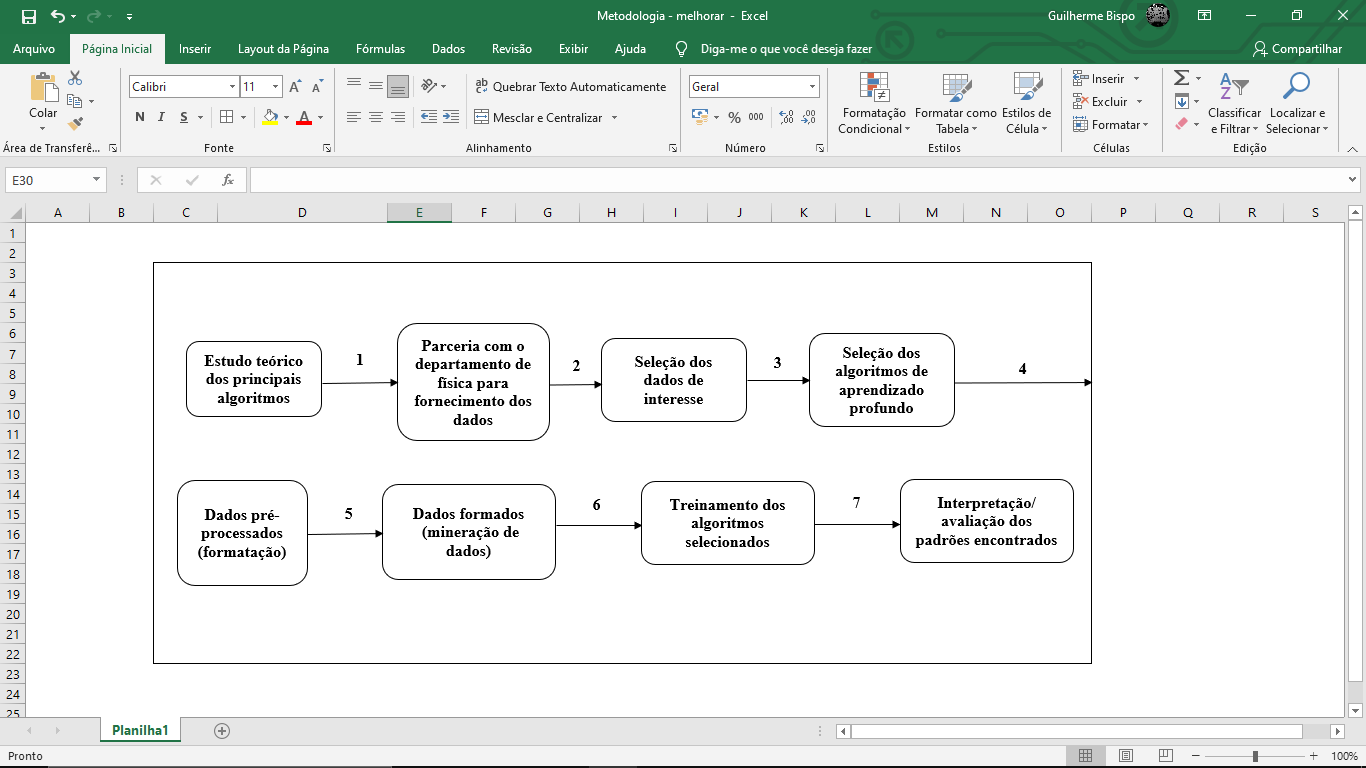 Metodologia - melhorar - Excel
Guilherme Bispo
Arquivo Página Inicial Inserir Layout da Página Fórmulas Dados Revisão Exibir Ajuda Diga-me o que você deseja fazer Compartilhar
Colar
Calibri 11
N I S
Quebrar Texto Automaticamente
Mesclar e Centralizar
Geral
% 000
Formatação Condicional
Formatar como Tabela
Estilos de Célula
Inserir
Excluir
Formatar
Classificar e Filtrar
Localizar e Selecionar
Área de Transferê... Fonte Alinhamento Número Estilos Células Edição
E30 fx
A B C D E F G H I J K L M N O P Q R S
1
2
3
4
5
6
7
8
9
10
11
12
13
14
15
16
17
18
19
20
21
22
23
24
25
Estudo teórico
dos principais
algoritmos
1
Parceria com o
departamento de
física para
fornecimento dos
dados
2
Seleção dos
dados de
interesse
3
Seleção dos
algoritmos de
aprendizado
profundo
4
Dados pré-
processados
(formatação)
5
Dados formados
(mineração de
dados)
6
Treinamento dos
algoritmos
selecionados
7
Interpretação/
avaliação dos
padrões encontrados
Planilha1
Pronto
100%